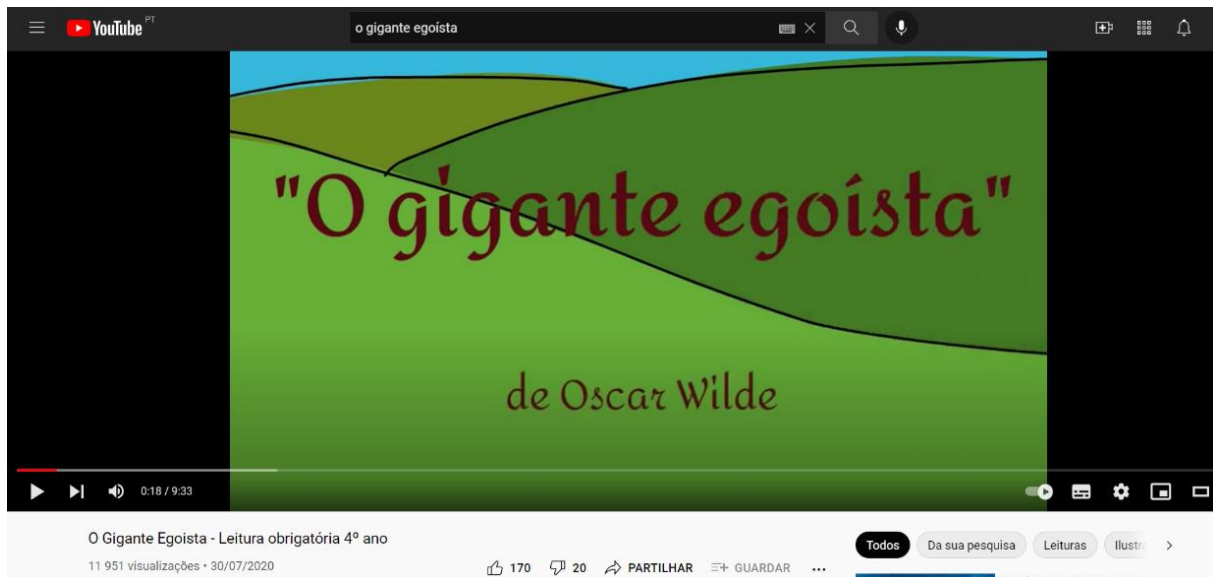 YouTube PT
o gigante egoísta
"O gigante egoísta"
de Oscar Wilde
0:18 / 9:33
O Gigante Egoista - Leitura obrigatória 4º ano
11 951 visualizações • 30/07/2020
170 20 PARTILHAR GUARDAR ...
Todos Da sua pesquisa Leituras